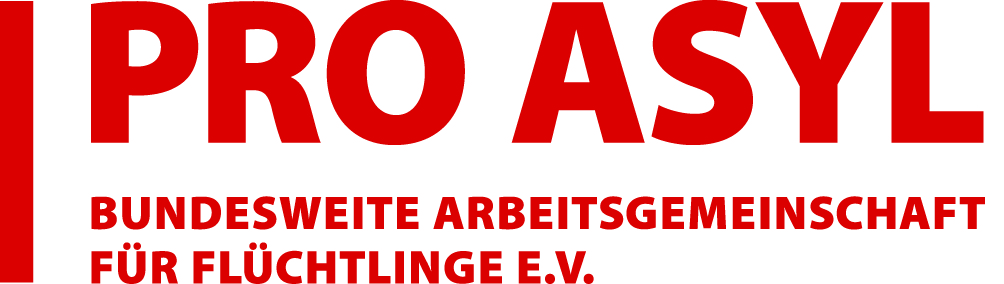 PRO ASYL
BUNDESWEITE ARBEITSGEMEINSCHAFT
FÜR FLÜCHTLINGE E.V.